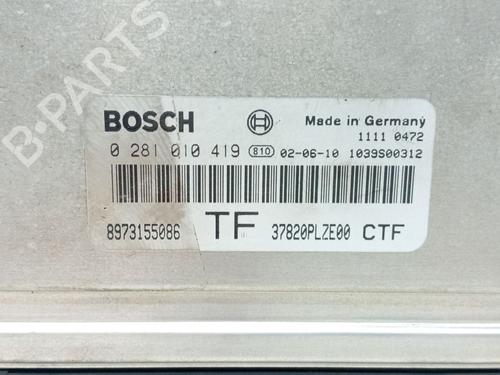 B-PARTS
BOSCH
Made in Germany
1111 0472
0 281 010 419 810 02-06-10 1039S00312
8973155086 TF 37820PLZE00 CTF